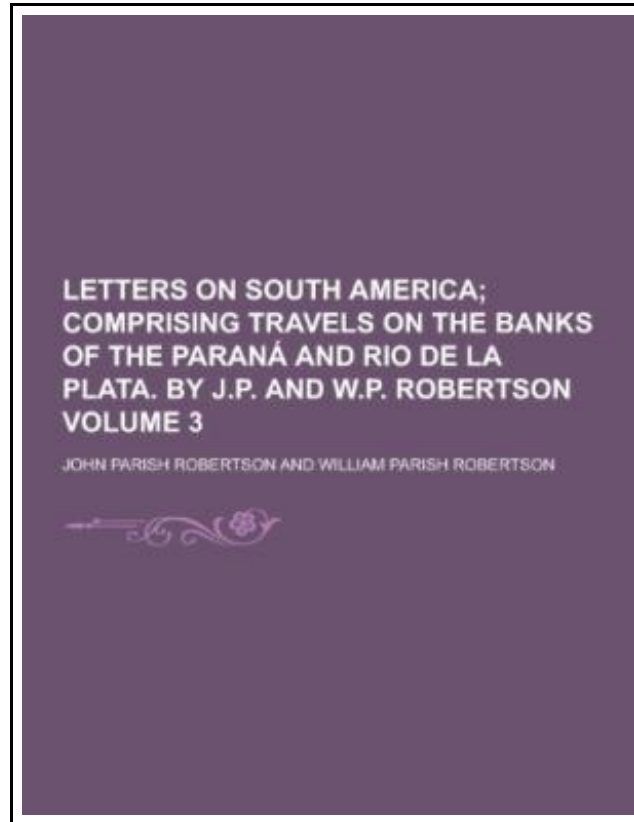 LETTERS ON SOUTH AMERICA;
COMPRISING TRAVELS ON THE BANKS
OF THE PARANÁ AND RIO DE LA
PLATA. BY J.P. AND W.P. ROBERTSON
VOLUME 3
JOHN PARISH ROBERTSON AND WILLIAM PARISH ROBERTSON